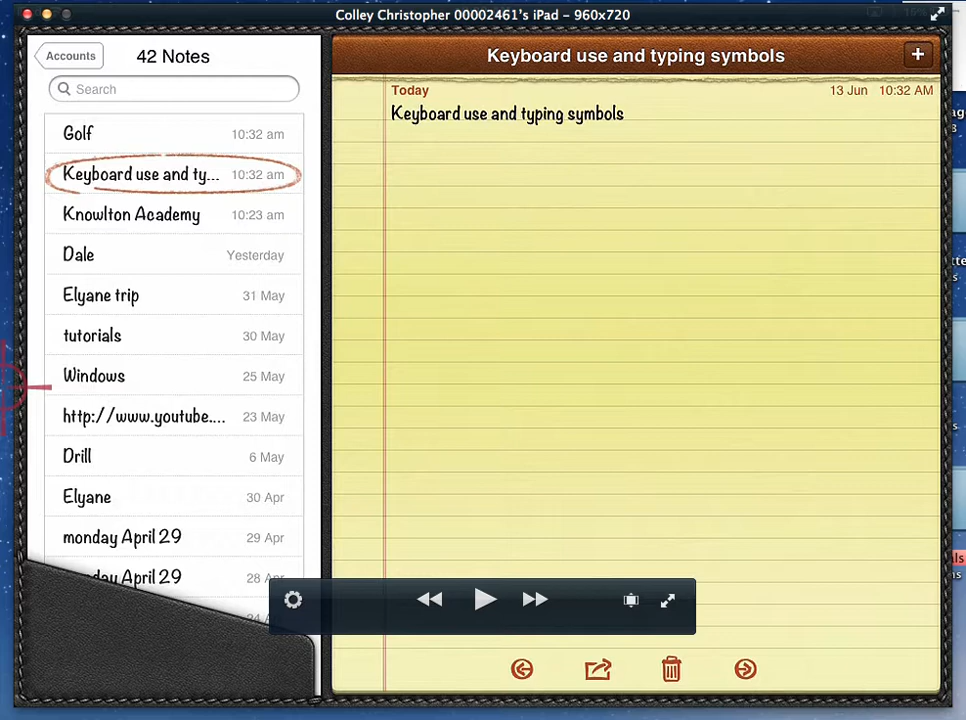 Colley Christopher 00002461's iPad – 960x720
Accounts
42 Notes
Search
Golf 10:32 am
Keyboard use and ty... 10:32 am
Knowlton Academy 10:23 am
Dale Yesterday
Elyane trip 31 May
tutorials 30 May
Windows 25 May
http://www.youtube.... 23 May
Drill 6 May
Elyane 30 Apr
monday April 29 29 Apr
day April 29 28 Apr
Keyboard use and typing symbols
+
Today 13 Jun 10:32 AM
Keyboard use and typing symbols